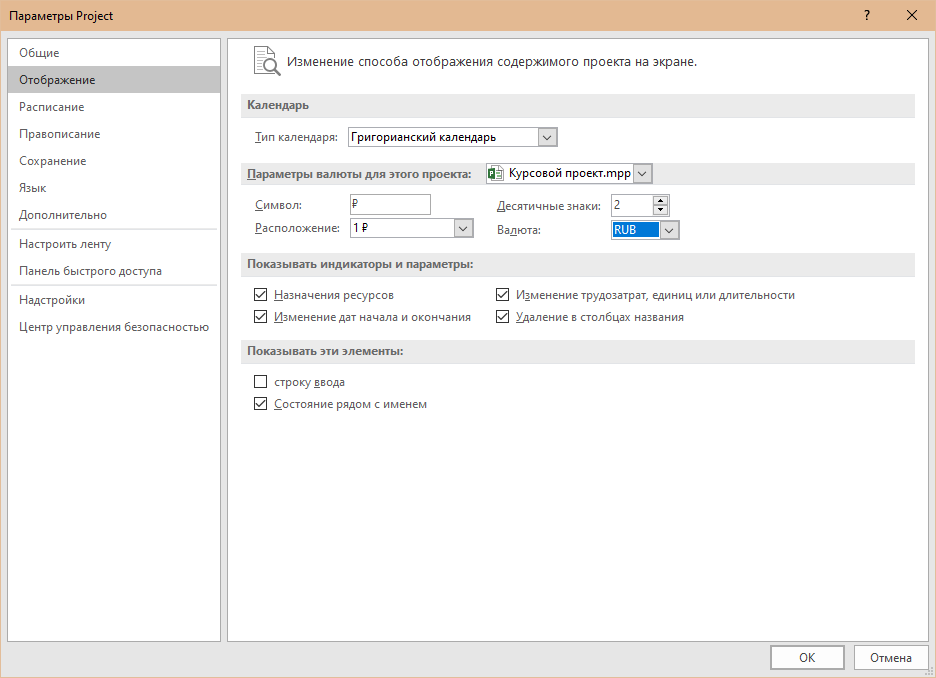 Параметры Project
?
Общие
Отображение
Расписание
Правописание
Сохранение
Язык
Дополнительно
Настроить ленту
Панель быстрого доступа
Надстройки
Центр управления безопасностью
Изменение способа отображения содержимого проекта на экране.
Календарь
Тип календаря: Григорианский календарь
Параметры валюты для этого проекта: Курсовой проект.mpp
Символ: ₽ Десятичные знаки: 2
Расположение: 1 ₽ Валюта: RUB
Показывать индикаторы и параметры:
Назначения ресурсов Изменение трудозатрат, единиц или длительности
Изменение дат начала и окончания Удаление в столбцах названия
Показывать эти элементы:
строку ввода
Состояние рядом с именем
ОК Отмена